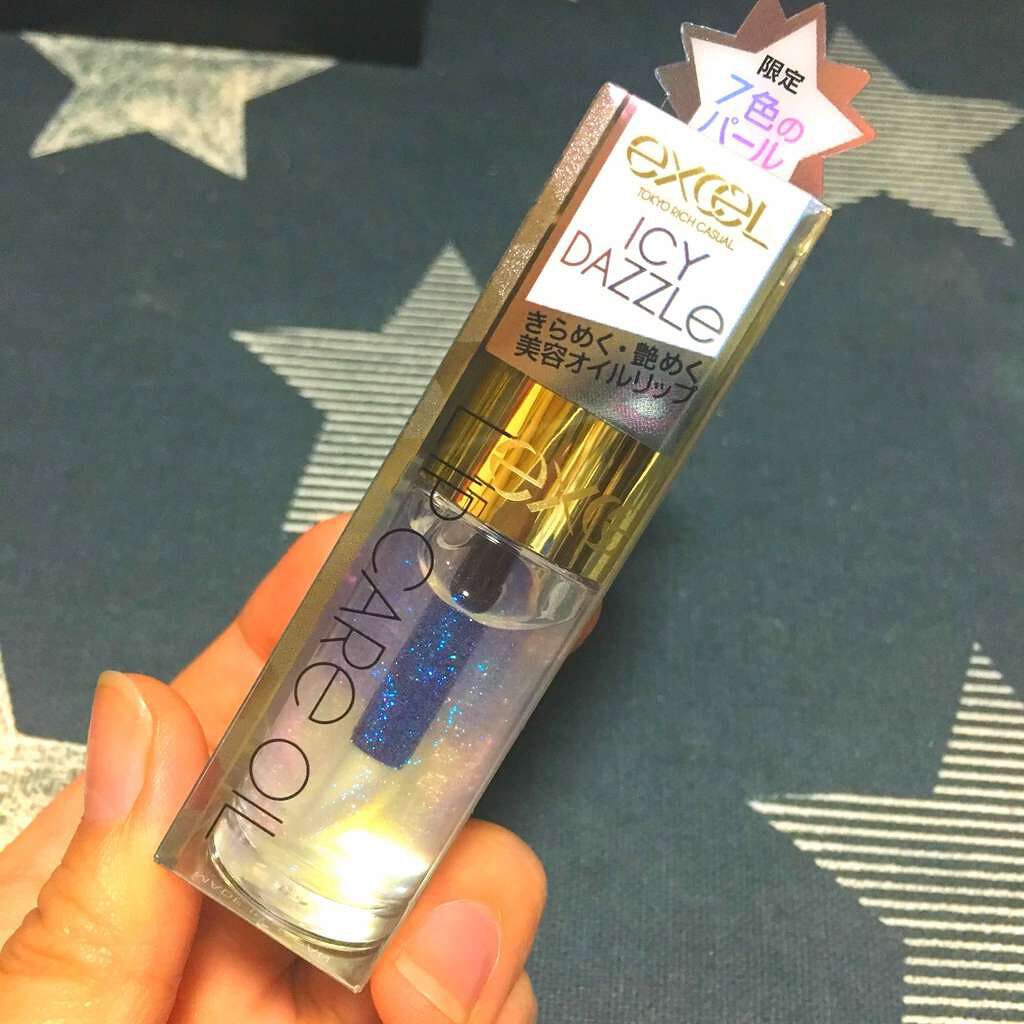 限定
7色の
パール
excel
TOKYO RICH CASUAL
ICY
DAZZLe
きらめく・艶めく
美容オイルリップ
exce
LIP CARe OIL